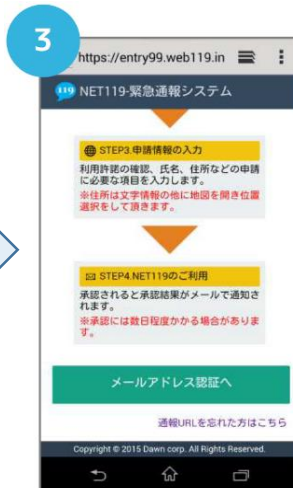 3
https://entry99.web119.in
119 NET119-緊急通報システム
STEP3.申請情報の入力
利用許諾の確認、氏名、住所などの申請
に必要な項目を入力します。
※住所は文字情報の他に地図を開き位置
選択をして頂きます。
STEP4.NET119のご利用
承認されると承認結果がメールで通知さ
れます。
※承認には数日程度かかる場合がありま
す。
メールアドレス認証へ
通報URLを忘れた方はこちら
Copyright © 2015 Dawn corp. All Rights Reserved.